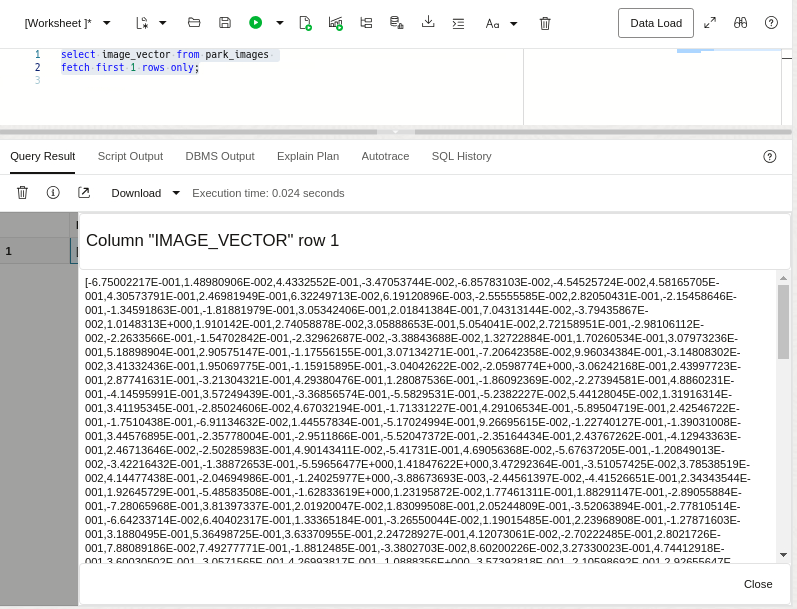 [Worksheet ]*
Aa
Data Load
1 select image_vector from park_images
2 fetch first 1 rows only;
3
Query Result Script Output DBMS Output Explain Plan Autotrace SQL History
Download Execution time: 0.024 seconds
1
Column "IMAGE_VECTOR" row 1
[-6.75002217E-001,1.48980906E-002,4.4332552E-001,-3.47053744E-002,-6.85783103E-002,-4.54525724E-002,4.58165705E-
001,4.30573791E-001,2.46981949E-001,6.32249713E-002,6.19120896E-003,-2.55555585E-002,2.82050431E-001,-2.15458646E-
001,-1.34591863E-001,-1.81881979E-001,3.05342406E-001,2.01841384E-001,7.04313144E-002,-3.79435867E-
002,1.0148313E+000,1.910142E-001,2.74058878E-002,3.05888653E-001,5.054041E-002,2.72158951E-001,-2.98106112E-
002,-2.2633566E-001,-1.54702842E-001,-2.32962687E-002,-3.38843688E-002,1.32722884E-001,1.70260534E-001,3.07973236E-
001,5.18898904E-001,2.90575147E-001,-1.17556155E-001,3.07134271E-001,-7.20642358E-002,9.96034384E-001,-3.14808302E-
002,3.41332436E-001,1.95069775E-001,-1.15915895E-001,-3.04042622E-002,-2.0598774E+000,-3.06242168E-001,2.43997723E-
001,2.87741631E-001,-3.21304321E-001,4.29380476E-001,1.28087536E-001,-1.86092369E-002,-2.27394581E-001,4.8860231E-
001,-4.14595991E-001,3.57249439E-001,-3.36856574E-001,-5.5829531E-001,-5.2382227E-002,5.44128045E-002,1.31916314E-
001,3.41195345E-001,-2.85024606E-002,4.67032194E-001,-1.71331227E-001,4.29106534E-001,-5.89504719E-001,2.42546722E-
001,-1.7510438E-001,-6.91134632E-002,1.44557834E-001,-5.17024994E-001,9.26695615E-002,-1.22740127E-001,-1.39031008E-
001,3.44576895E-001,-2.35778004E-001,-2.9511866E-001,-5.52047372E-001,-2.35164434E-001,2.43767262E-001,-4.12943363E-
001,2.46713646E-002,-2.50285983E-001,4.90143411E-002,-5.41731E-001,4.69056368E-002,-5.67637205E-001,-1.20849013E-
002,-3.42216432E-001,-1.38872653E-001,-5.59656477E+000,1.41847622E+000,3.47292364E-001,-3.51057425E-002,3.78538519E-
002,4.14477438E-001,-2.04694986E-001,-1.24025977E+000,-3.88673693E-003,-2.44561397E-002,-4.41526651E-001,2.34343544E-
001,1.92645729E-001,-5.48583508E-001,-1.62833619E+000,1.23195872E-002,1.77461311E-001,1.88291147E-001,-2.89055884E-
001,-7.28065968E-001,3.81397337E-001,2.01920047E-002,1.83099508E-001,2.05244809E-001,-3.52063894E-001,-2.77810514E-
001,-6.64233714E-002,6.40402317E-001,1.33365184E-001,-3.26550044E-002,1.19015485E-001,2.23968908E-001,-1.27871603E-
001,3.1880495E-001,5.36498725E-001,3.63370955E-001,2.24728927E-001,4.12073061E-002,-2.70222485E-001,2.8021726E-
001,7.88089186E-002,7.49277771E-001,-1.8812485E-001,-3.3802703E-002,8.60200226E-002,3.27330023E-001,4.74412918E-
001,3.60030502E-001,-3.0571565E-001,4.26993817E-001,-1.0888356E+000,-3.57392818E-001,-2.10598692E-001,2.92655647E-
Close